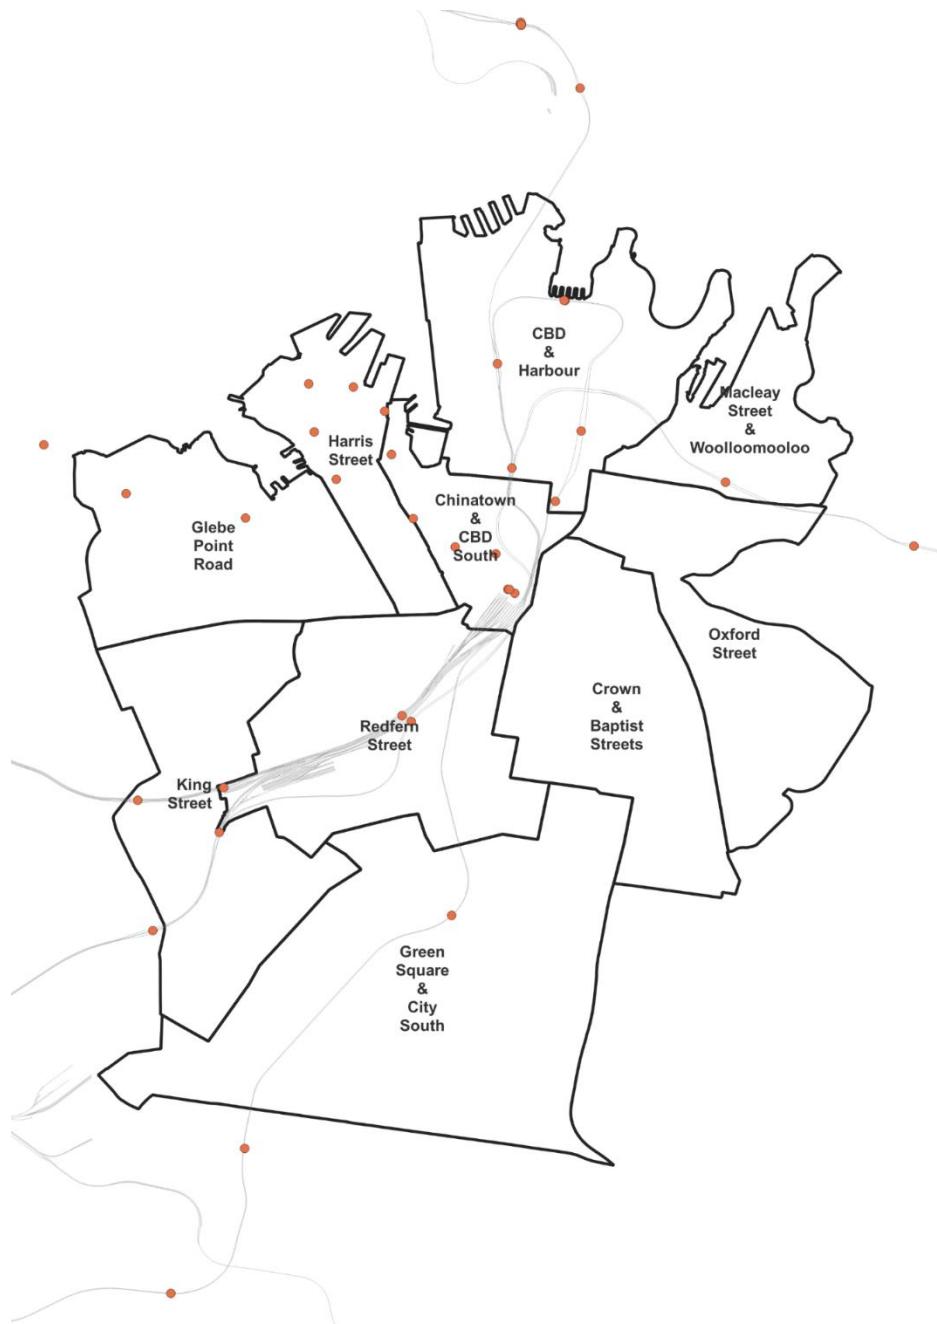 CBD
&
Harbour
Macleay
Street
&
Woolloomooloo
Harris
Street
Chinatown
&
CBD
South
Glebe
Point
Road
Oxford
Street
Crown
&
Baptist
Streets
Redfern
Street
King
Street
Green
Square
&
City
South